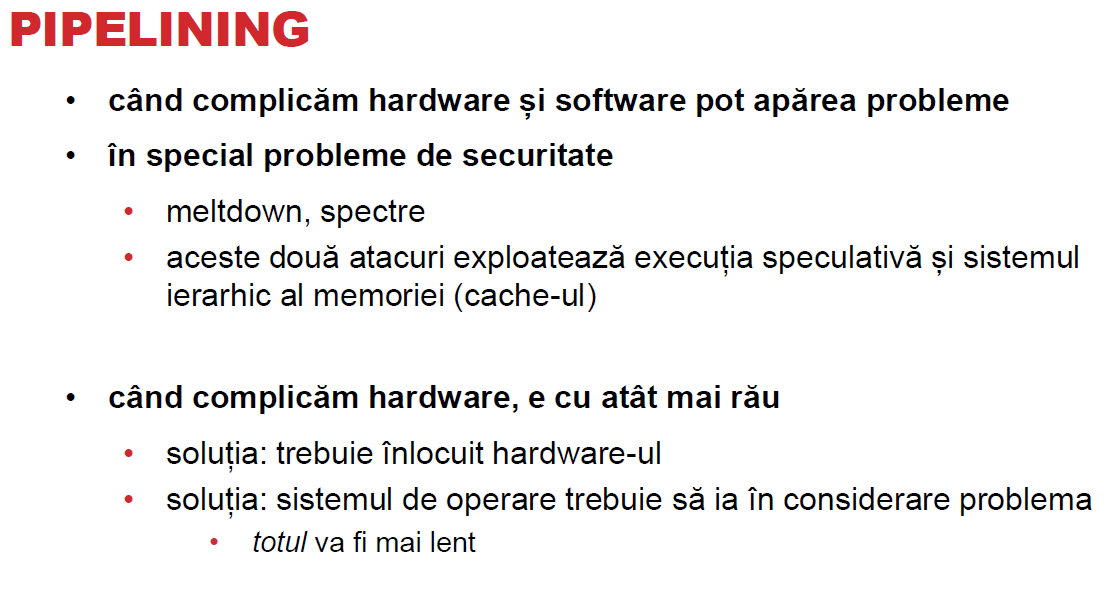 PIPELINING
• când complicăm hardware și software pot apărea probleme
• în special probleme de securitate
• meltdown, spectre
• aceste două atacuri exploatează execuția speculativă și sistemul
ierarhic al memoriei (cache-ul)
• când complicăm hardware, e cu atât mai rău
• soluția: trebuie înlocuit hardware-ul
• soluția: sistemul de operare trebuie să ia în considerare problema
• totul va fi mai lent